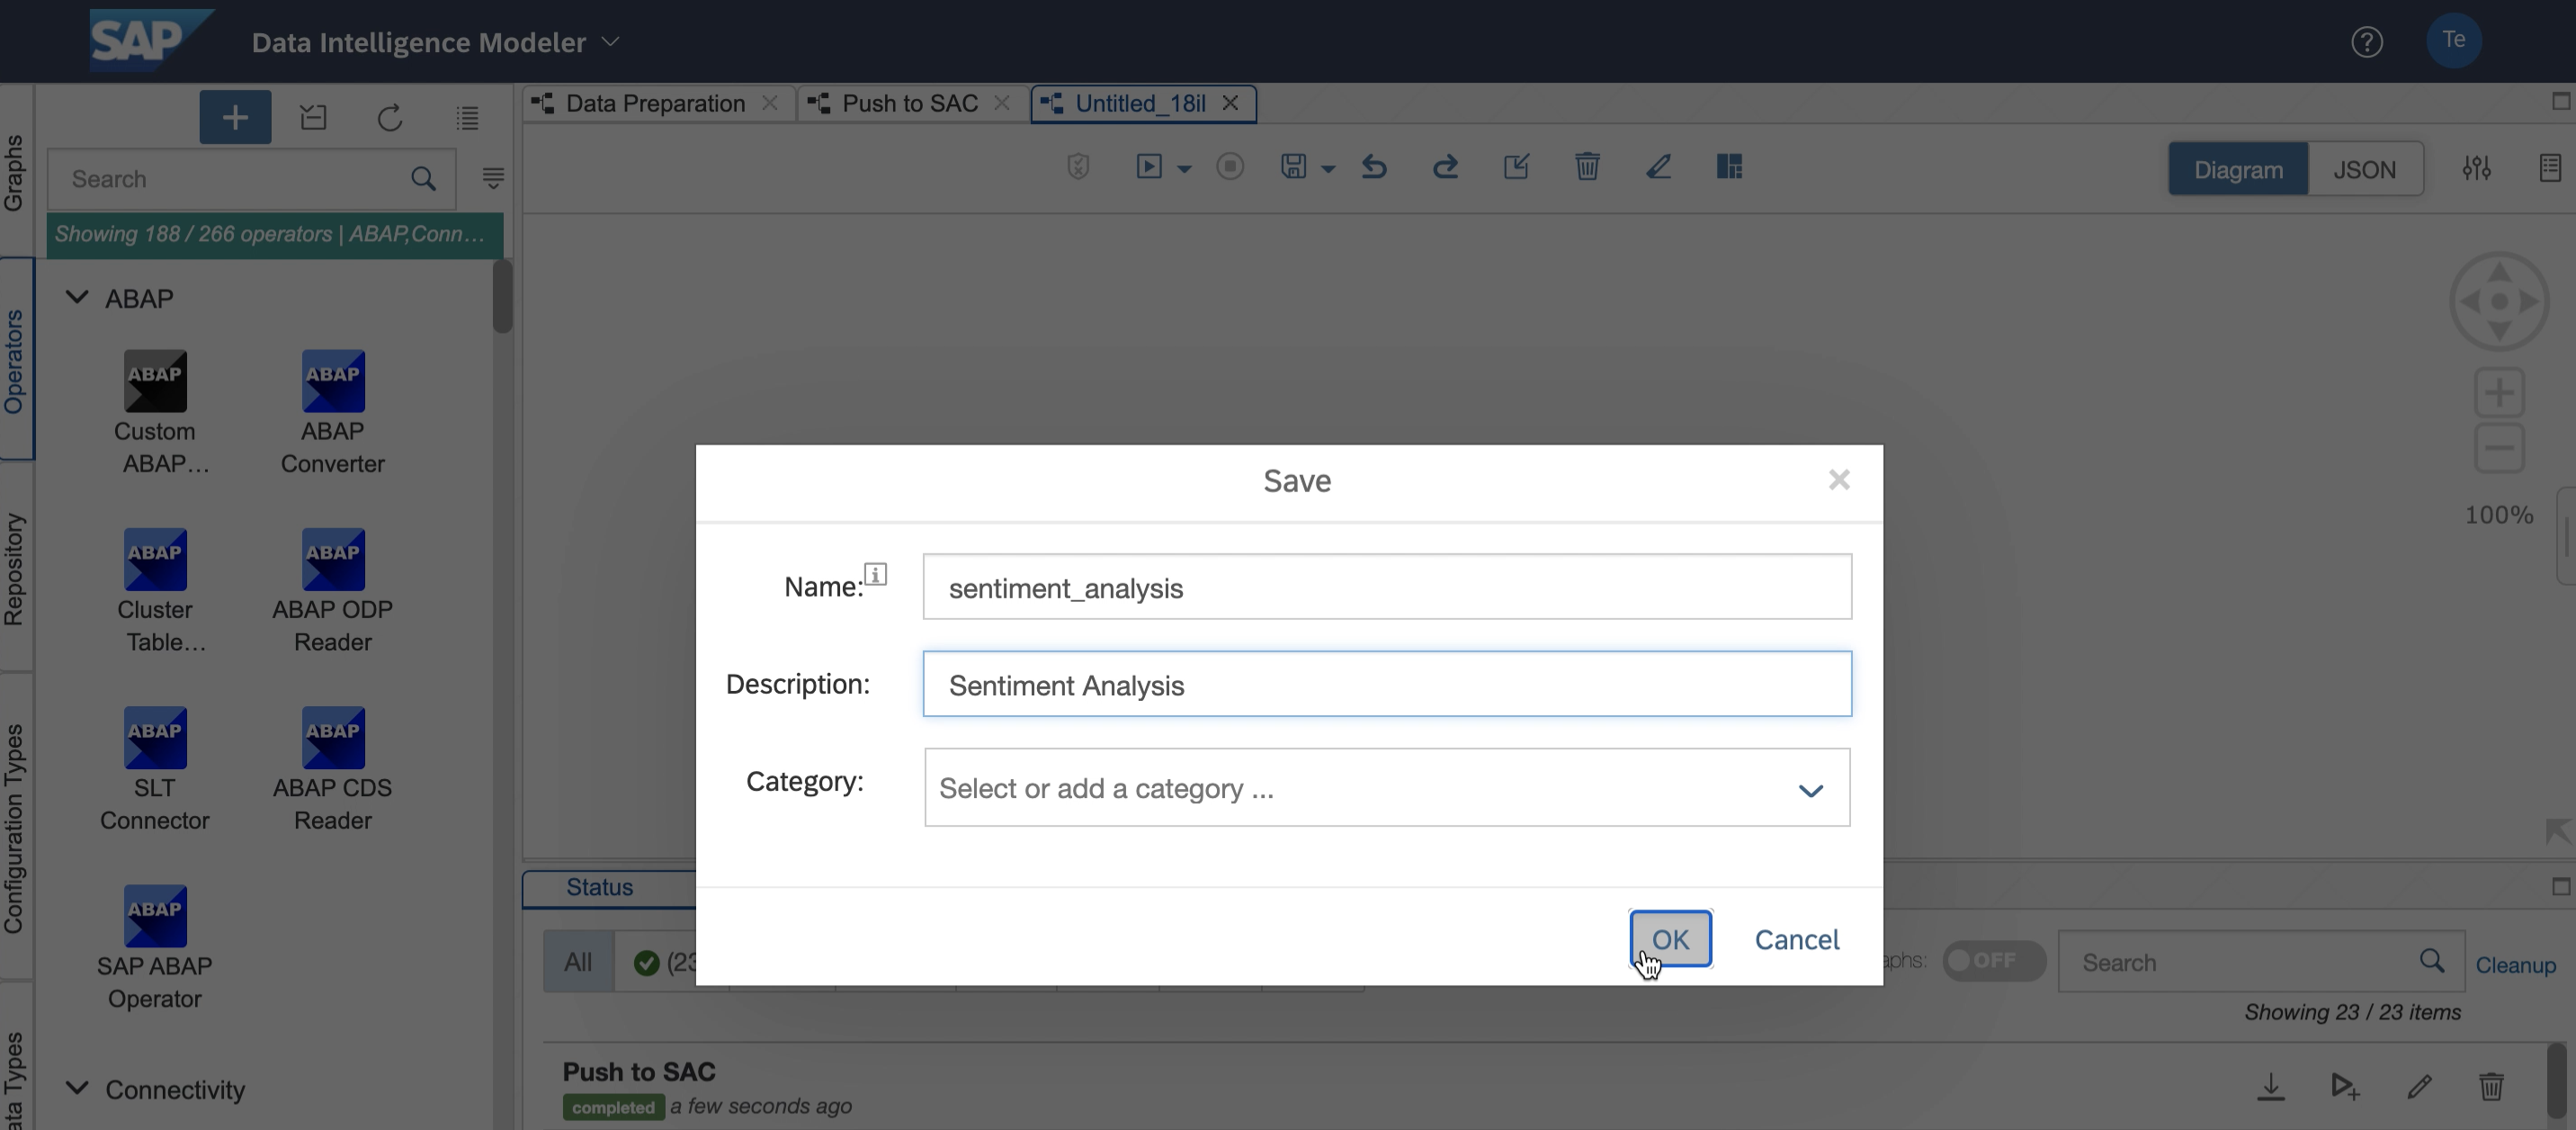 SAP
Data Intelligence Modeler
?
Te
Graphs
Operators
Repository
Configuration Types
Search
Showing 188 / 266 operators | ABAP,Conn...
ABAP
ABAP
Custom
ABAP...
ABAP
ABAP
Converter
ABAP
Cluster
Table...
ABAP
ABAP ODP
Reader
ABAP
SLT
Connector
ABAP
ABAP CDS
Reader
ABAP
SAP ABAP
Operator
Connectivity
Data Preparation
Push to SAC
Untitled_18il
Diagram
JSON
100%
Save
Name:
i
sentiment_analysis
Description:
Sentiment Analysis
Category:
Select or add a category ...
OK
Cancel
Status
All
(23
OFF
Search
Cleanup
Showing 23 / 23 items
Push to SAC
completed
a few seconds ago